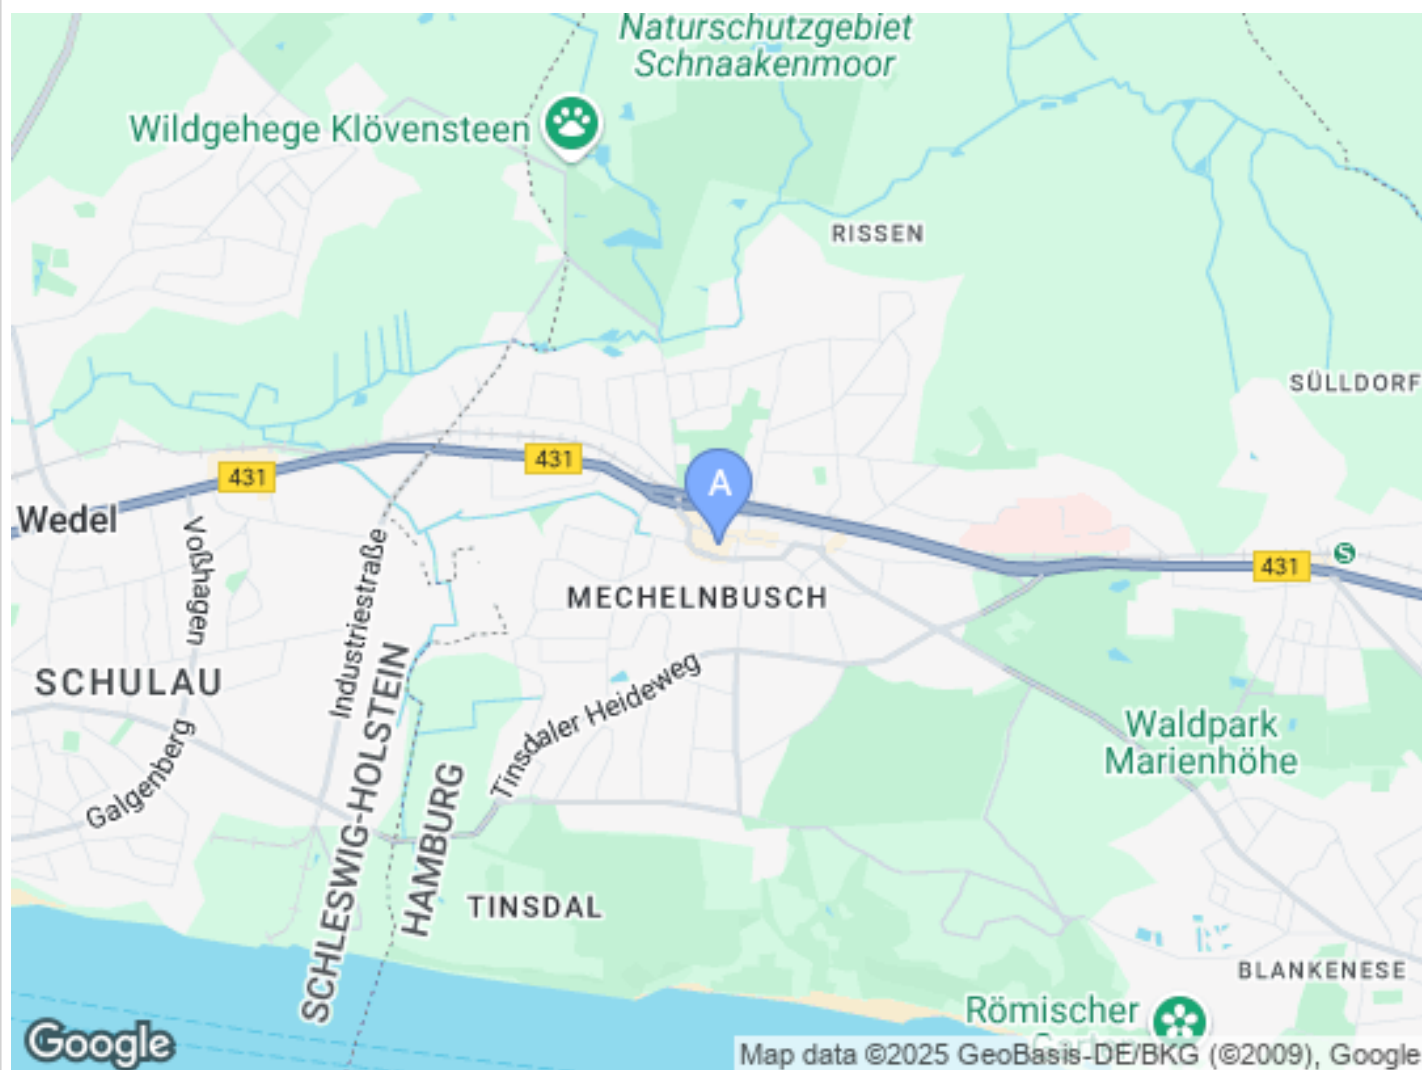 Naturschutzgebiet
Schnaakenmoor
Wildgehege Klövensteen
RISSEN
SÜLLDORF
431
431
A
Wedel
431
S
Voßhagen
Industriestraße
MECHELNBUSCH
SCHULAU
Tinsdaler Heideweg
Waldpark
Marienhöhe
Galgenberg
SCHLESWIG-HOLSTEIN
HAMBURG
TINSDAL
BLANKENESE
Römischer
Garten
Google
Map data ©2025 GeoBasis-DE/BKG (©2009), Google